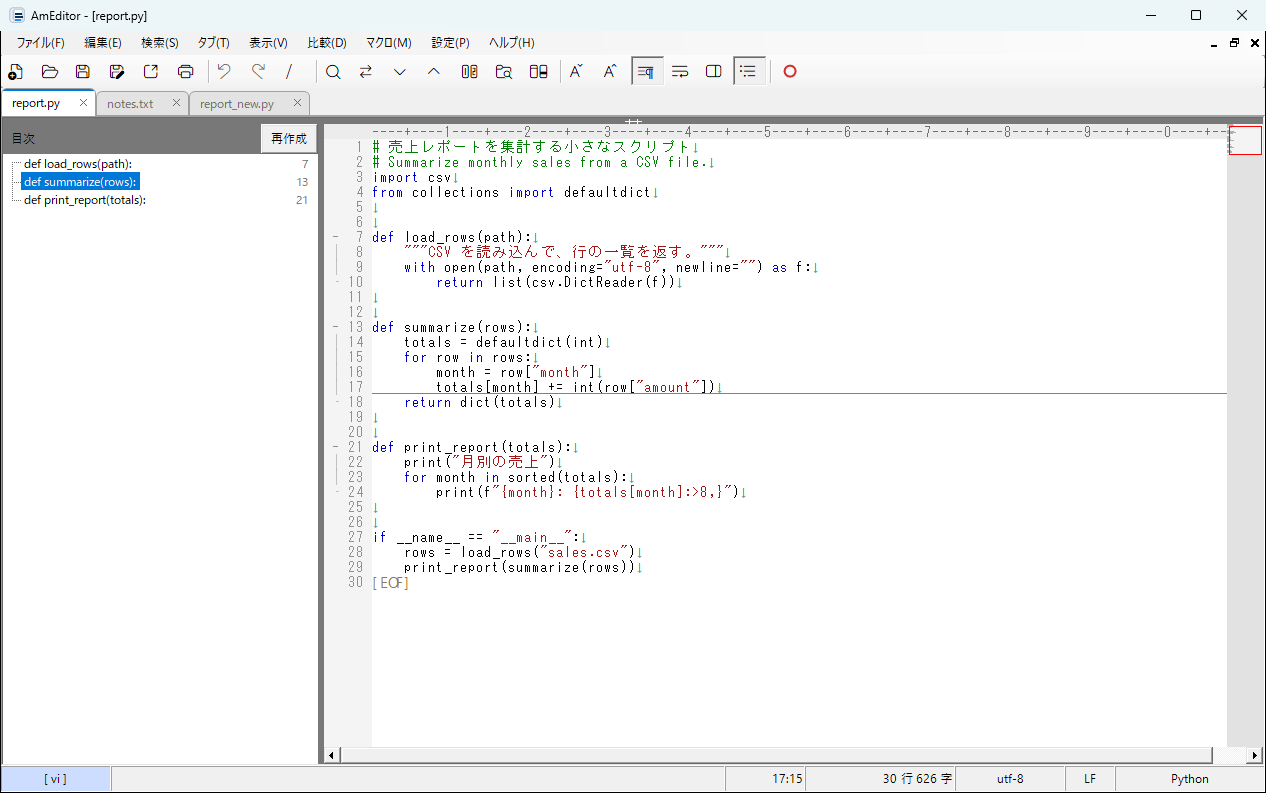 AmEditor - [report.py]
ファイル(F) 編集(E) 検索(S) タブ(T) 表示(V) 比較(D) マクロ(M) 設定(P) ヘルプ(H)
report.py notes.txt report_new.py
目次 再作成
def load_rows(path): 7
def summarize(rows): 13
def print_report(totals): 21
----+----1----+----2----+----3----+----4----+----5----+----6----+----7----+----8----+----9----+----0----+--
1 # 売上レポートを集計する小さなスクリプト↓
2 # Summarize monthly sales from a CSV file.↓
3 import csv↓
4 from collections import defaultdict↓
5 ↓
6 ↓
7 def load_rows(path):↓
8     """CSV を読み込んで、行の一覧を返す。"""↓
9     with open(path, encoding="utf-8", newline="") as f:↓
10         return list(csv.DictReader(f))↓
11 ↓
12 ↓
13 def summarize(rows):↓
14     totals = defaultdict(int)↓
15     for row in rows:↓
16         month = row["month"]↓
17         totals[month] += int(row["amount"])↓
18     return dict(totals)↓
19 ↓
20 ↓
21 def print_report(totals):↓
22     print("月別の売上")↓
23     for month in sorted(totals):↓
24         print(f"{month}: {totals[month]:>8,}")↓
25 ↓
26 ↓
27 if __name__ == "__main__":↓
28     rows = load_rows("sales.csv")↓
29     print_report(summarize(rows))↓
30 [EOF]
[ vi ] 17:15 30 行 626 字 utf-8 LF Python